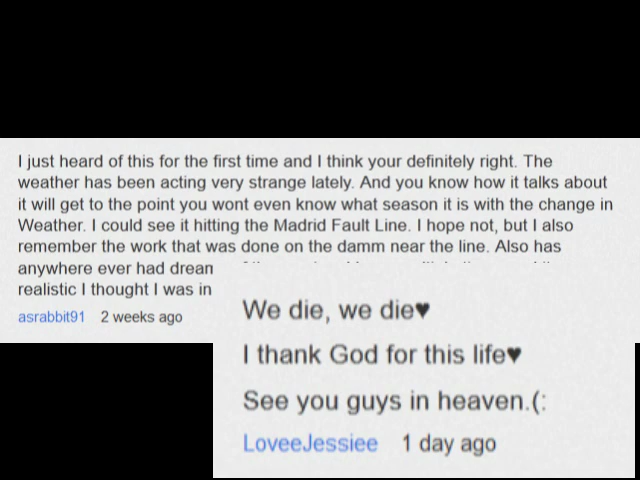 I just heard of this for the first time and I think your definitely right. The
weather has been acting very strange lately. And you know how it talks about
it will get to the point you wont even know what season it is with the change in
Weather. I could see it hitting the Madrid Fault Line. I hope not, but I also
remember the work that was done on the damm near the line. Also has
anywhere ever had
realistic I thought I was in
asrabbit91 2 weeks ago
We die, we die♥
I thank God for this life♥
See you guys in heaven.(:
LoveeJessiee 1 day ago